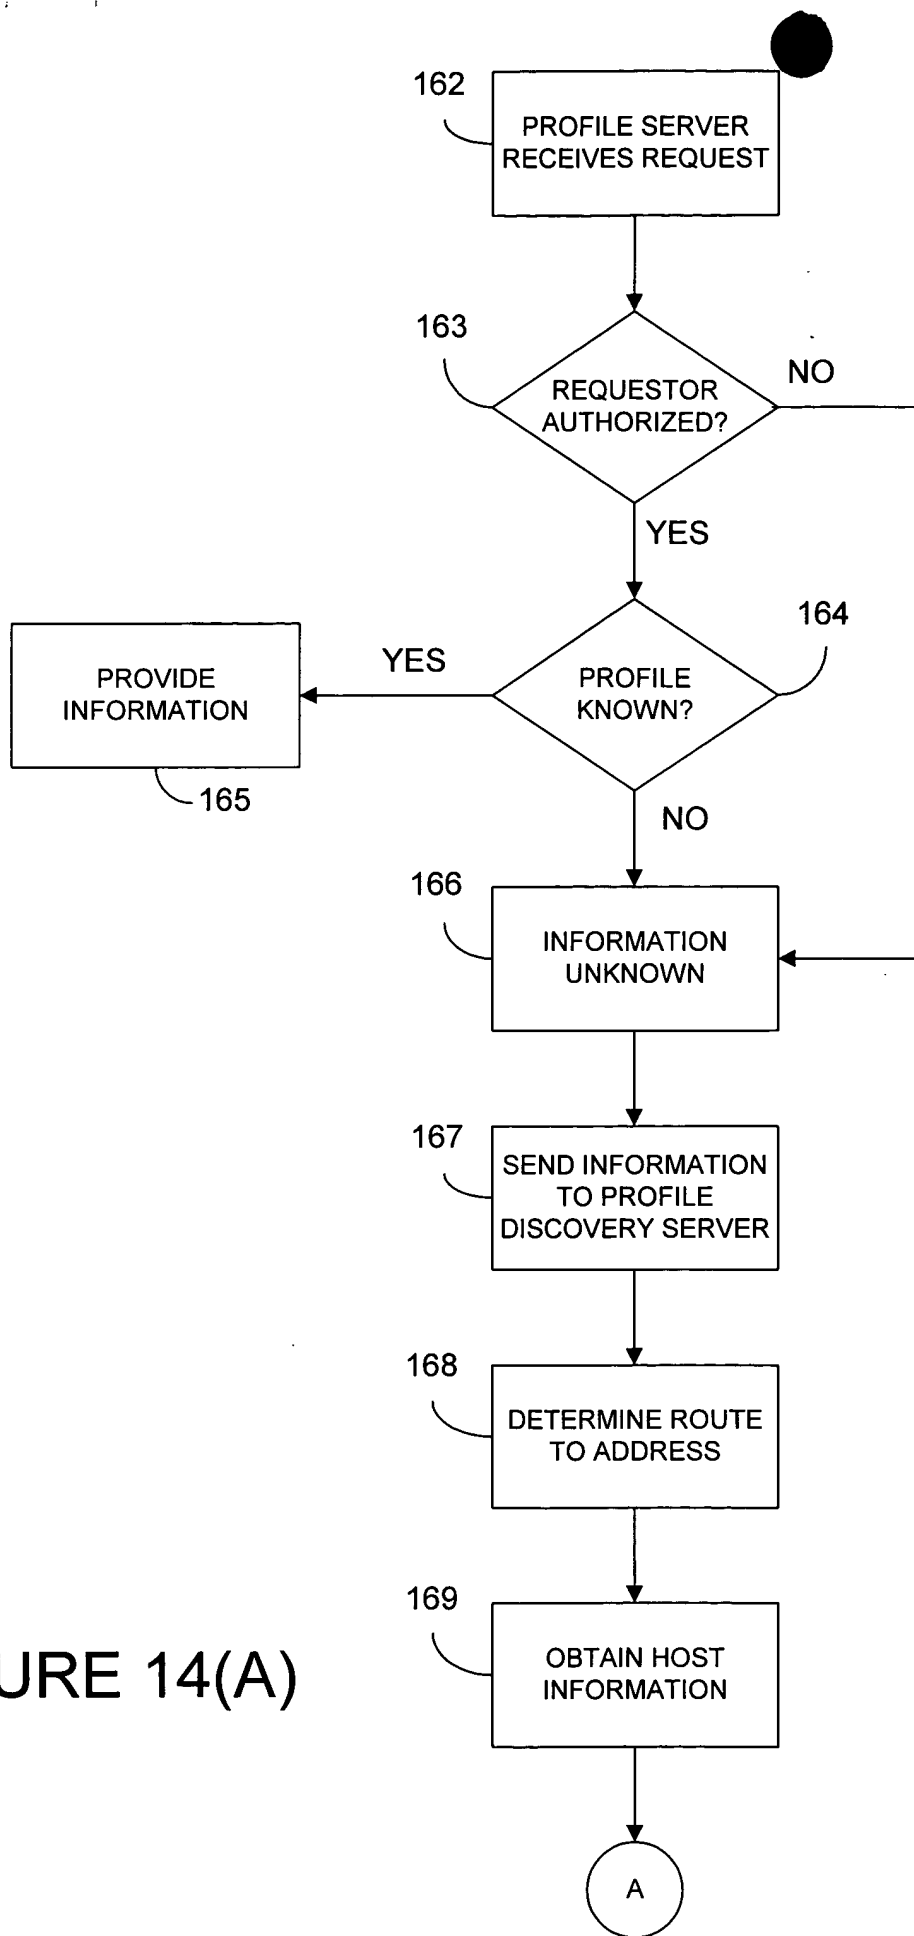 162
PROFILE SERVER
RECEIVES REQUEST
163
REQUESTOR
AUTHORIZED?
NO
YES
164
PROFILE
KNOWN?
YES
PROVIDE
INFORMATION
165
NO
166
INFORMATION
UNKNOWN
167
SEND INFORMATION
TO PROFILE
DISCOVERY SERVER
168
DETERMINE ROUTE
TO ADDRESS
169
OBTAIN HOST
INFORMATION
URE 14(A)
A